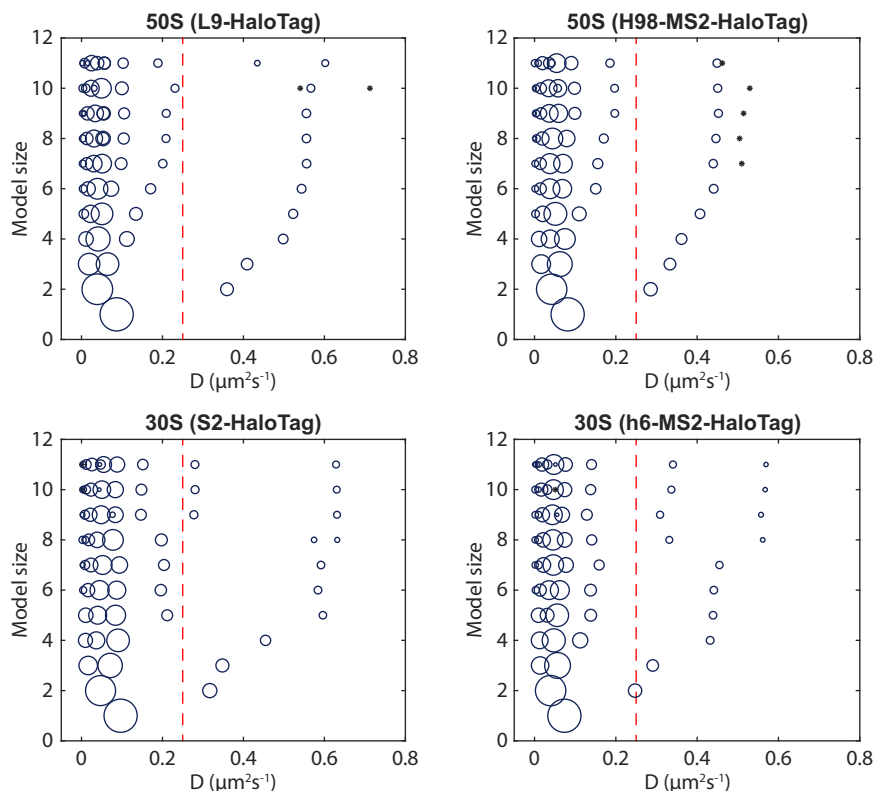 50S (L9-HaloTag)
12
10
8
6
4
2
0
Model size
0 0.2 0.4 0.6 0.8
D (µm²s⁻¹)
50S (H98-MS2-HaloTag)
12
10
8
6
4
2
0
Model size
0 0.2 0.4 0.6 0.8
D (µm²s⁻¹)
30S (S2-HaloTag)
12
10
8
6
4
2
0
Model size
0 0.2 0.4 0.6 0.8
D (µm²s⁻¹)
30S (h6-MS2-HaloTag)
12
10
8
6
4
2
0
Model size
0 0.2 0.4 0.6 0.8
D (µm²s⁻¹)